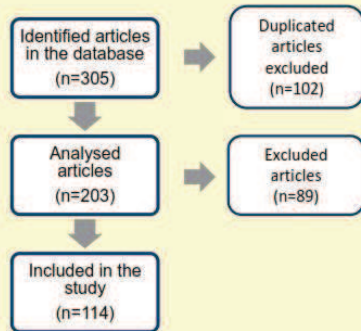 Identified articles
in the database
(n=305)
Duplicated
articles
excluded
(n=102)
Analysed
articles
(n=203)
Excluded
articles
(n=89)
Included in the
study
(n=114)